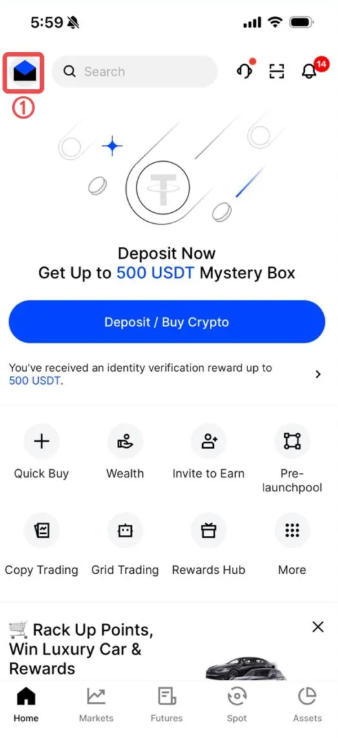 5:59
Search
14
①
Deposit Now
Get Up to 500 USDT Mystery Box
Deposit / Buy Crypto
You've received an identity verification reward up to
500 USDT.
Quick Buy
Wealth
Invite to Earn
Pre-
launchpool
Copy Trading
Grid Trading
Rewards Hub
More
Rack Up Points,
Win Luxury Car &
Rewards
Home
Markets
Futures
Spot
Assets